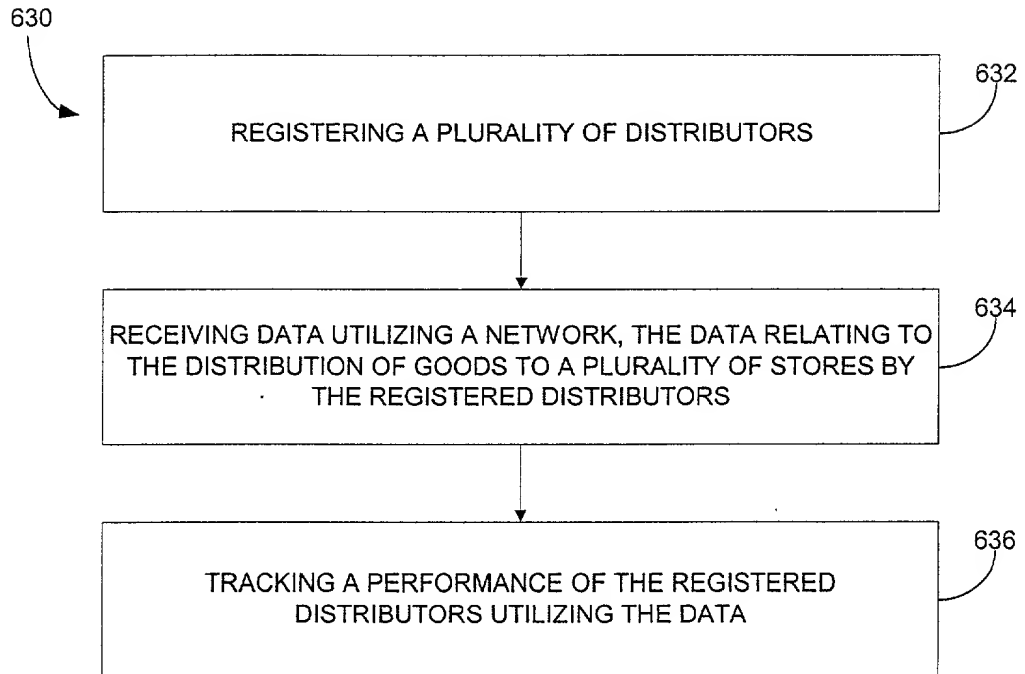 630
632
REGISTERING A PLURALITY OF DISTRIBUTORS
634
RECEIVING DATA UTILIZING A NETWORK, THE DATA RELATING TO
THE DISTRIBUTION OF GOODS TO A PLURALITY OF STORES BY
THE REGISTERED DISTRIBUTORS
636
TRACKING A PERFORMANCE OF THE REGISTERED
DISTRIBUTORS UTILIZING THE DATA